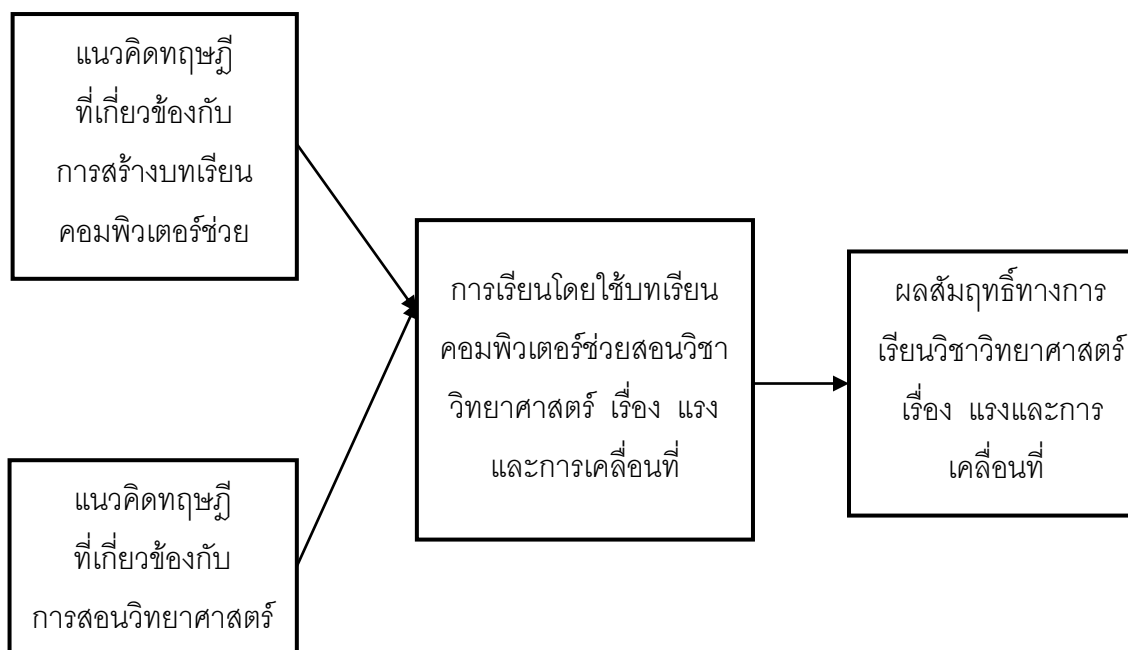 แนวคิดทฤษฎี
ที่เกี่ยวข้องกับ
การสร้างบทเรียน
คอมพิวเตอร์ช่วย
แนวคิดทฤษฎี
ที่เกี่ยวข้องกับ
การสอนวิทยาศาสตร์
การเรียนโดยใช้บทเรียน
คอมพิวเตอร์ช่วยสอนวิชา
วิทยาศาสตร์ เรื่อง แรง
และการเคลื่อนที่
ผลสัมฤทธิ์ทางการ
เรียนวิชาวิทยาศาสตร์
เรื่อง แรงและการ
เคลื่อนที่